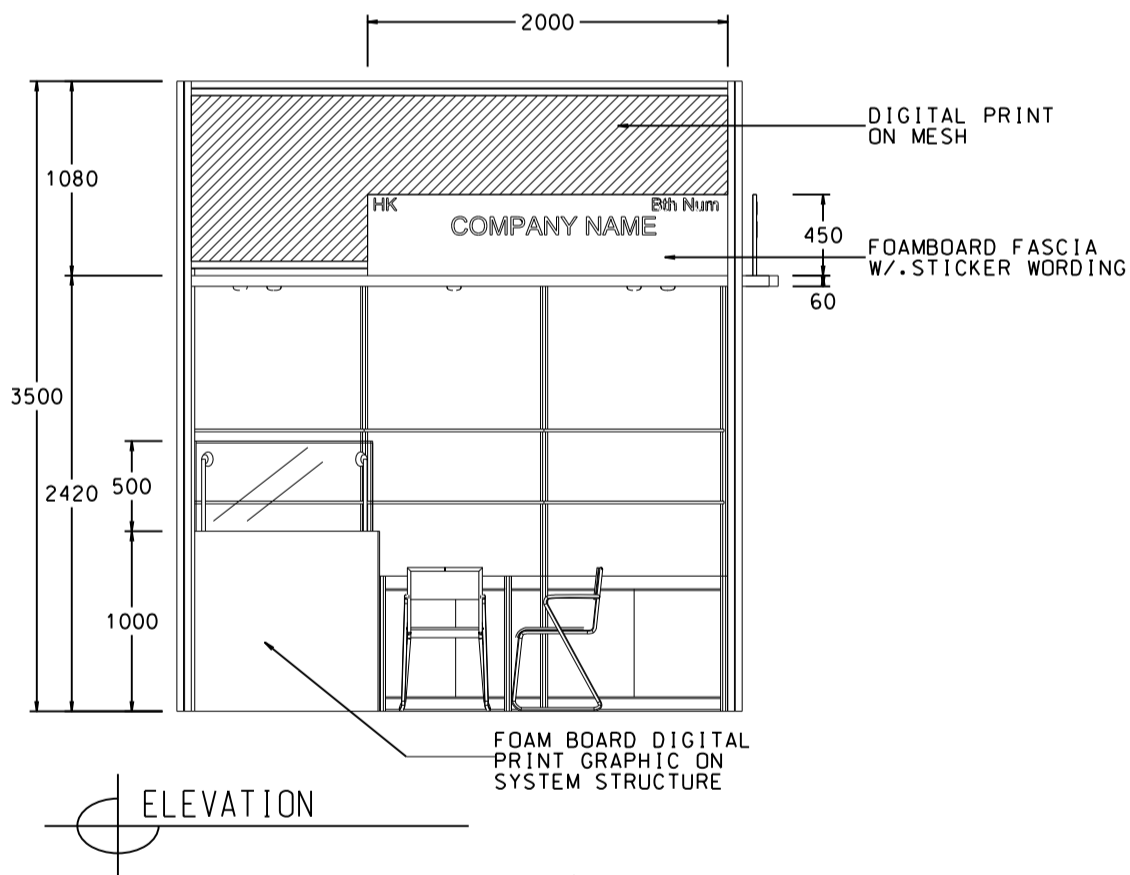 2000
DIGITAL PRINT
ON MESH
1080
HK
Bth Num
COMPANY NAME
450
FOAMBOARD FASCIA
W/.STICKER WORDING
60
3500
2420
500
1000
FOAM BOARD DIGITAL
PRINT GRAPHIC ON
SYSTEM STRUCTURE
ELEVATION